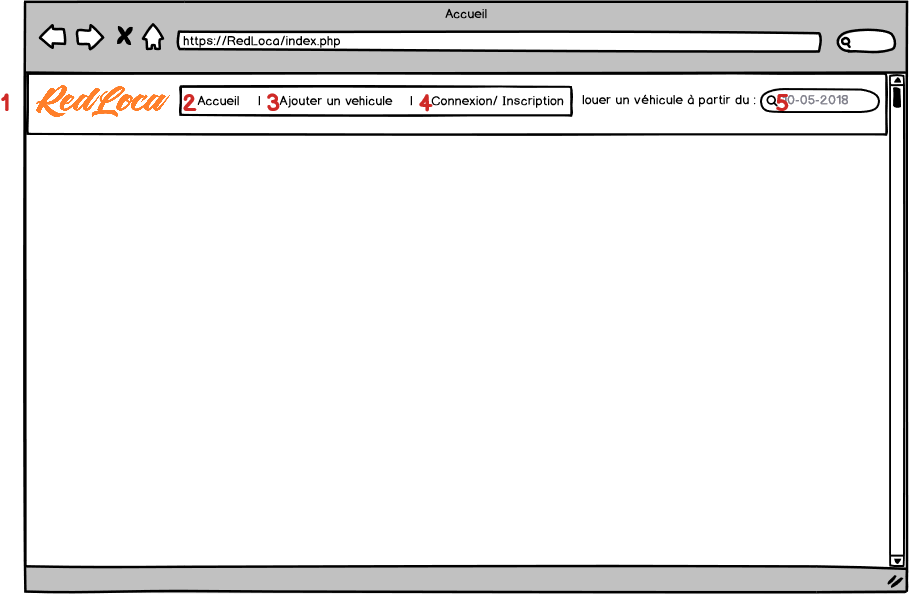 Accueil
https://RedLoca/index.php
1 RedLoca 2 Accueil | 3 Ajouter un vehicule | 4 Connexion/ Inscription louer un véhicule à partir du : 5 0-05-2018